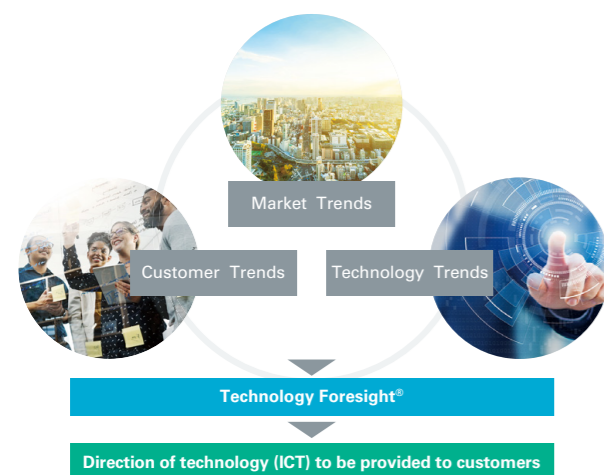 Market Trends
Customer Trends
Technology Trends
Technology Foresight®
Direction of technology (ICT) to be provided to customers